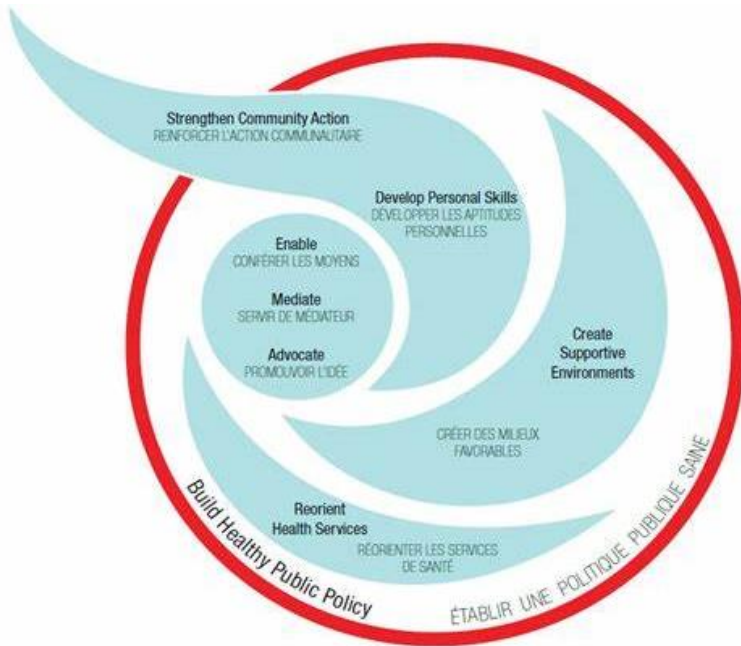 Strengthen Community Action
REINFORCER L'ACTION COMMUNAUTAIRE
Develop Personal Skills
DÉVELOPPER LES APTITUDES
PERSONNELLES
Enable
CONFÉRER LES MOYENS
Mediate
SERVIR DE MÉDIATEUR
Advocate
PROMOUVOIR L'IDÉE
Create
Supportive
Environments
CRÉER DES MILIEUX
FAVORABLES
Reorient
Health Services
RÉORIENTER LES SERVICES
DE SANTÉ
Build Healthy Public Policy
ÉTABLIR UNE POLITIQUE PUBLIQUE SAINE